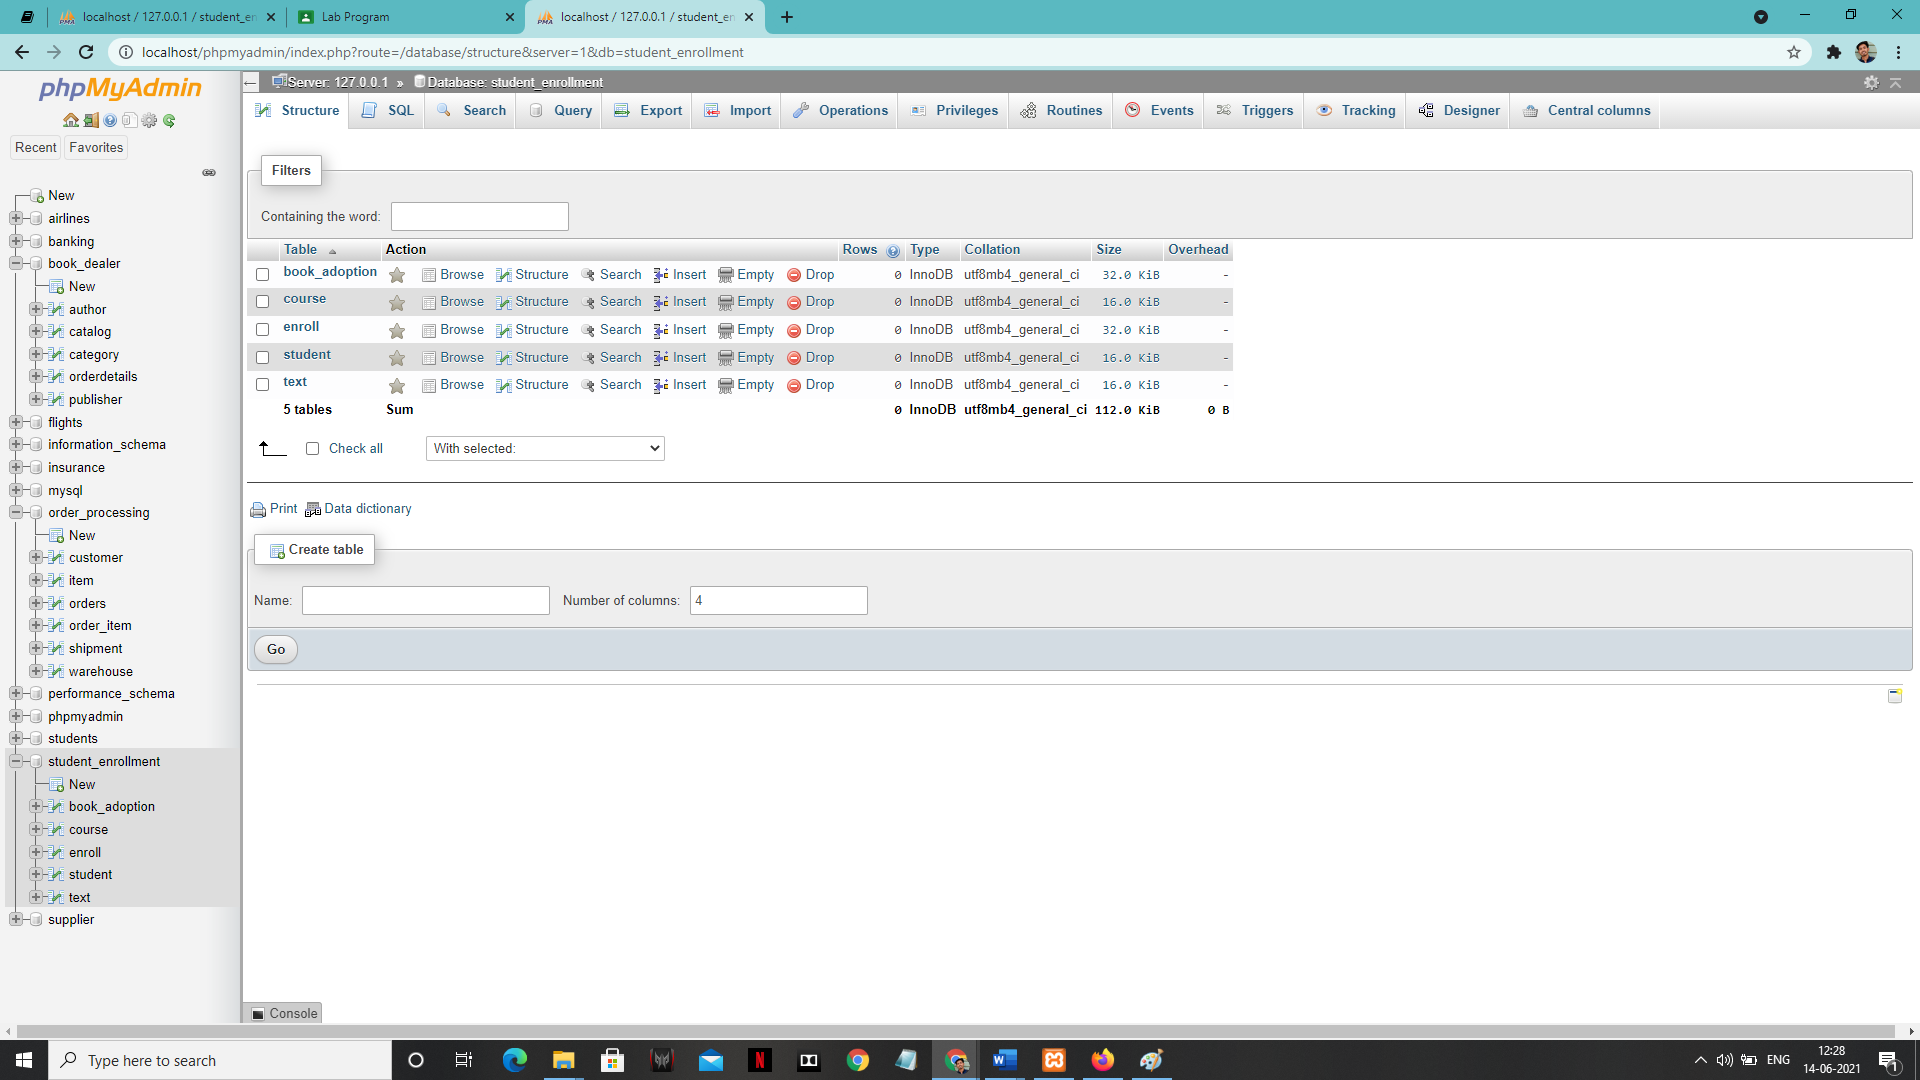 localhost / 127.0.0.1 / student_en
Lab Program
localhost / 127.0.0.1 / student_en
localhost/phpmyadmin/index.php?route=/database/structure&server=1&db=student_enrollment
phpMyAdmin
Recent Favorites
New
airlines
banking
book_dealer
New
author
catalog
category
orderdetails
publisher
flights
information_schema
insurance
mysql
order_processing
New
customer
item
orders
order_item
shipment
warehouse
performance_schema
phpmyadmin
students
student_enrollment
New
book_adoption
course
enroll
student
text
supplier
Server: 127.0.0.1 » Database: student_enrollment
Structure SQL Search Query Export Import Operations Privileges Routines Events Triggers Tracking Designer Central columns
Filters
Containing the word:
Table Action Rows Type Collation Size Overhead
book_adoption Browse Structure Search Insert Empty Drop 0 InnoDB utf8mb4_general_ci 32.0 KiB -
course Browse Structure Search Insert Empty Drop 0 InnoDB utf8mb4_general_ci 16.0 KiB -
enroll Browse Structure Search Insert Empty Drop 0 InnoDB utf8mb4_general_ci 32.0 KiB -
student Browse Structure Search Insert Empty Drop 0 InnoDB utf8mb4_general_ci 16.0 KiB -
text Browse Structure Search Insert Empty Drop 0 InnoDB utf8mb4_general_ci 16.0 KiB -
5 tables Sum 0 InnoDB utf8mb4_general_ci 112.0 KiB 0 B
Check all With selected:
Print Data dictionary
Create table
Name: Number of columns: 4
Go
Console
Type here to search
ENG
12:28
14-06-2021
1